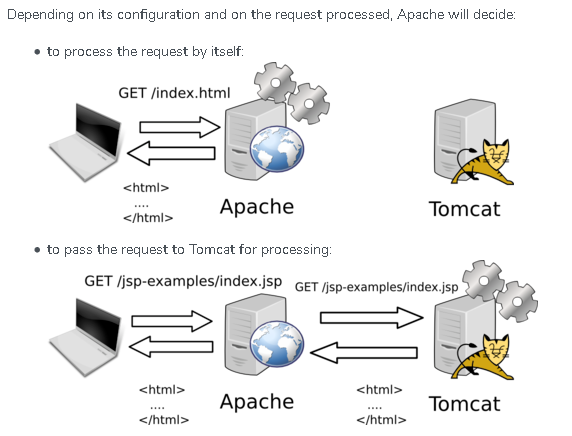 Depending on its configuration and on the request processed, Apache will decide:
• to process the request by itself:
GET /index.html
<html>
....
</html>
Apache
Tomcat
• to pass the request to Tomcat for processing:
GET /jsp-examples/index.jsp
GET /jsp-examples/index.jsp
<html>
....
</html>
Apache
<html>
....
</html>
Tomcat